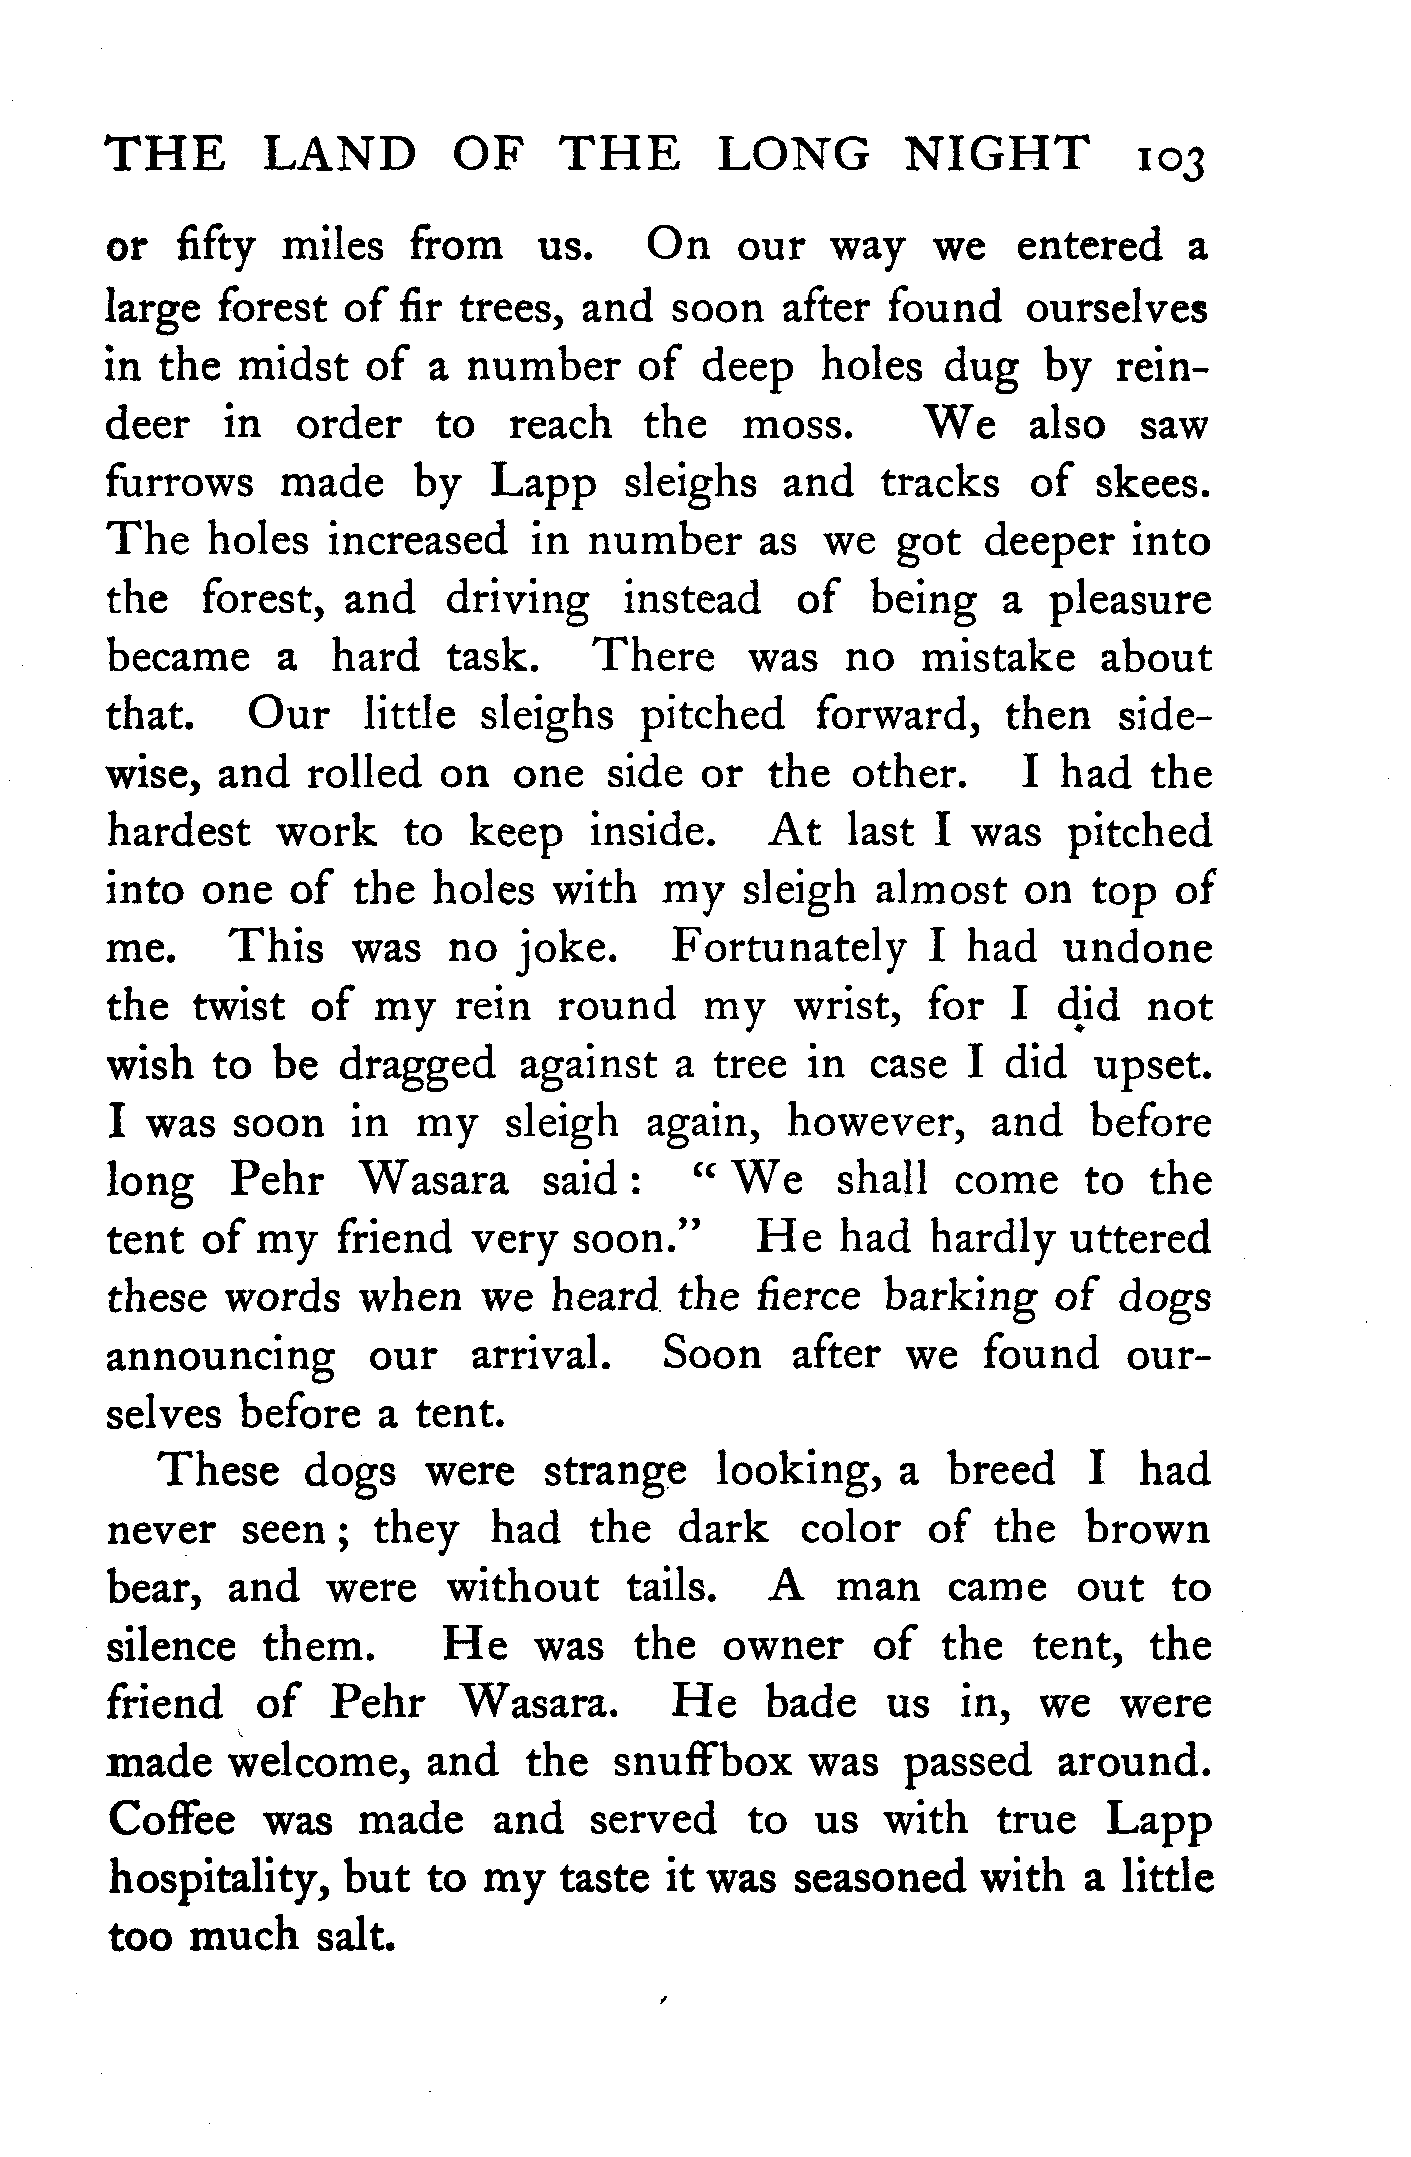 THE LAND OF THE LONG NIGHT 103
or fifty miles from us. On our way we entered a
large forest of fir trees, and soon after found ourselves
in the midst of a number of deep holes dug by rein-
deer in order to reach the moss. We also saw
furrows made by Lapp sleighs and tracks of skees.
The holes increased in number as we got deeper into
the forest, and driving instead of being a pleasure
became a hard task. There was no mistake about
that. Our little sleighs pitched forward, then side-
wise, and rolled on one side or the other. I had the
hardest work to keep inside. At last I was pitched
into one of the holes with my sleigh almost on top of
me. This was no joke. Fortunately I had undone
the twist of my rein round my wrist, for I did not
wish to be dragged against a tree in case I did upset.
I was soon in my sleigh again, however, and before
long Pehr Wasara said: “We shall come to the
tent of my friend very soon.” He had hardly uttered
these words when we heard the fierce barking of dogs
announcing our arrival. Soon after we found our-
selves before a tent.
These dogs were strange looking, a breed I had
never seen; they had the dark color of the brown
bear, and were without tails. A man came out to
silence them. He was the owner of the tent, the
friend of Pehr Wasara. He bade us in, we were
made welcome, and the snuffbox was passed around.
Coffee was made and served to us with true Lapp
hospitality, but to my taste it was seasoned with a little
too much salt.